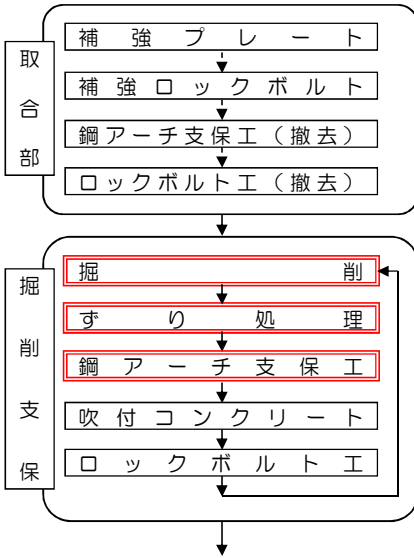 取合部
補強プレート
補強ロックボルト
鋼アーチ支保工（撤去）
ロックボルト工（撤去）
掘削支保
掘削
ずり処理
鋼アーチ支保工
吹付コンクリート
ロックボルト工